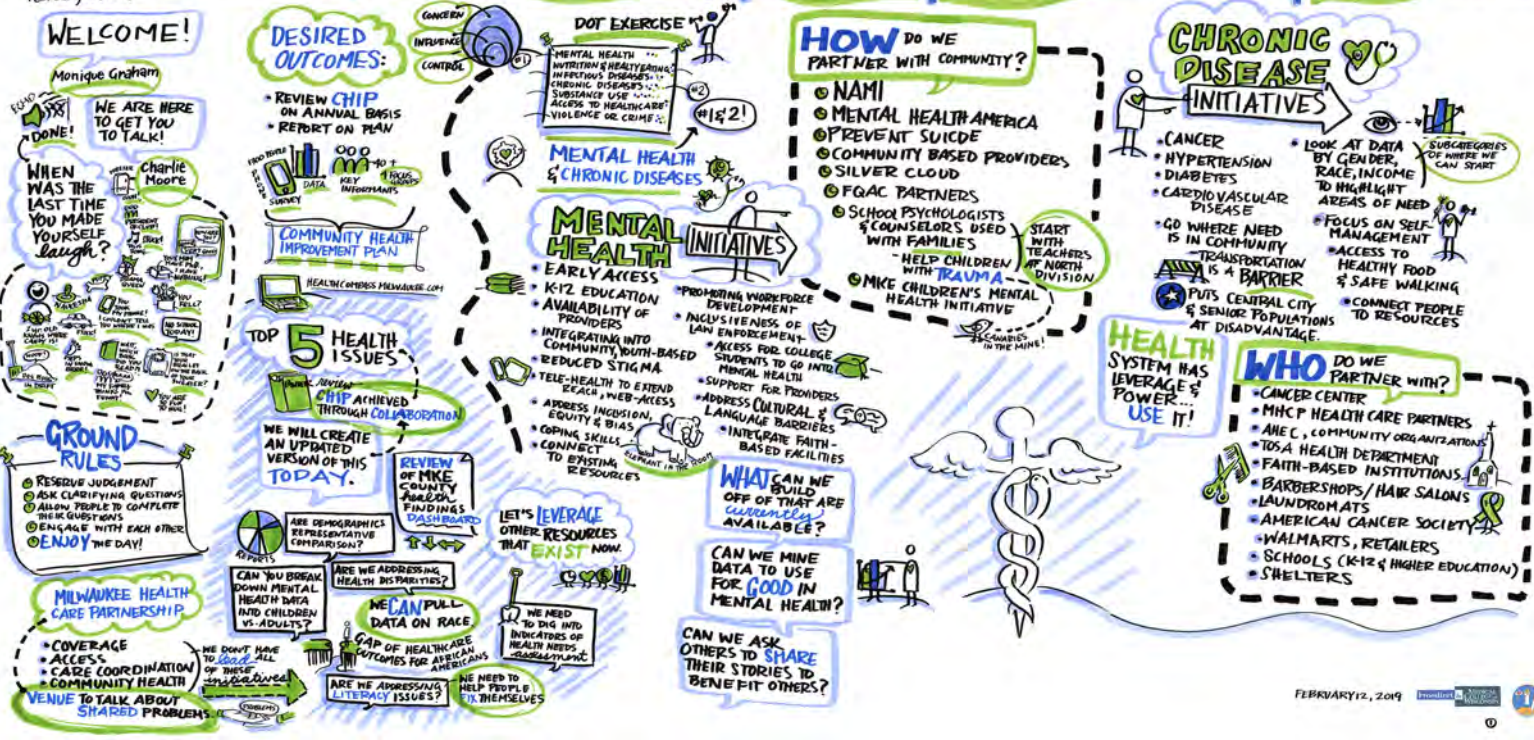 WELCOME!
Monique Graham
DONE!
WE ARE HERE
TO GET YOU
TO TALK!
WHEN
WAS THE
LAST TIME
YOU MADE
YOURSELF
laugh?
Charlie
Moore
NO SCHOOL
TODAY!
GROUND
RULES
RESERVE JUDGEMENT
ASK CLARIFYING QUESTIONS
ALLOW PEOPLE TO COMPLETE
THEIR QUESTIONS
ENGAGE WITH EACH OTHER
ENJOY THE DAY!
MILWAUKEE HEALTH
CARE PARTNERSHIP
• COVERAGE
• ACCESS
• CARE COORDINATION
• COMMUNITY HEALTH
WE DON'T HAVE
TO lead ALL
OF THESE
initiatives!
VENUE TO TALK ABOUT
SHARED PROBLEMS
PROBLEMS
DESIRED
OUTCOMES:
• REVIEW CHIP
ON ANNUAL BASIS
• REPORT ON PLAN
SURVEY
DATA
KEY
INFORMANTS
FOCUS
GROUPS
COMMUNITY HEALTH
IMPROVEMENT PLAN
HEALTHCOMPASSMILWAUKEE.COM
TOP 5 HEALTH
ISSUES
review
CHIP ACHIEVED
THROUGH COLLABORATION
WE WILL CREATE
AN UPDATED
VERSION OF THIS
TODAY.
REVIEW
OF MKE
COUNTY
health
FINDINGS
DASHBOARD
REPORTS
ARE DEMOGRAPHICS
REPRESENTATIVE
COMPARISON?
CAN YOU BREAK
DOWN MENTAL
HEALTH DATA
INTO CHILDREN
VS. ADULTS?
ARE WE ADDRESSING
HEALTH DISPARITIES?
WE CAN PULL
DATA ON RACE.
GAP OF HEALTHCARE
OUTCOMES FOR AFRICAN
AMERICANS
ARE WE ADDRESSING
LITERACY ISSUES?
WE NEED TO
HELP PEOPLE
FIX THEMSELVES
CONCERN
INFLUENCE
CONTROL
DOT EXERCISE
#1
MENTAL HEALTH
NUTRITION & HEALTY EATING
INFECTIOUS DISEASES
CHRONIC DISEASES
SUBSTANCE USE
ACCESS TO HEALTHCARE
VIOLENCE OR CRIME
#2
#1&2!
MENTAL HEALTH
& CHRONIC DISEASES
MENTAL
HEALTH
INITIATIVES
• EARLY ACCESS
• K-12 EDUCATION
• AVAILABILITY OF
PROVIDERS
• INTEGRATING INTO
COMMUNITY, YOUTH-BASED
• REDUCED STIGMA
• TELE-HEALTH TO EXTEND
REACH, WEB-ACCESS
• ADDRESS INCLUSION,
EQUITY & BIAS
• COPING SKILLS
• CONNECT
TO EXISTING
RESOURCES
ELEPHANT IN THE ROOM
• PROMOTING WORKFORCE
DEVELOPMENT
• INCLUSIVENESS OF
LAW ENFORCEMENT
• ACCESS FOR COLLEGE
STUDENTS TO GO INTO
MENTAL HEALTH
• SUPPORT FOR PROVIDERS
• ADDRESS CULTURAL &
LANGUAGE BARRIERS
• INTEGRATE FAITH-
BASED FACILITIES
LET'S LEVERAGE
OTHER RESOURCES
THAT EXIST NOW.
WE NEED
TO DIG INTO
INDICATORS OF
HEALTH NEEDS
assessment
WHAT CAN WE
BUILD
OFF OF THAT ARE
currently
AVAILABLE?
CAN WE MINE
DATA TO USE
FOR GOOD IN
MENTAL HEALTH?
CAN WE ASK
OTHERS TO SHARE
THEIR STORIES TO
BENEFIT OTHERS?
HOW DO WE
PARTNER WITH COMMUNITY?
NAMI
MENTAL HEALTH AMERICA
PREVENT SUICDE
COMMUNITY BASED PROVIDERS
SILVER CLOUD
FQAC PARTNERS
SCHOOL PSYCHOLOGISTS
& COUNSELORS USED
WITH FAMILIES
- HELP CHILDREN
WITH TRAUMA
MKE CHILDREN'S MENTAL
HEALTH INITIATIVE
START
WITH
TEACHERS
AT NORTH
DIVISION
CANARIES
IN THE MINE!
CHRONIC
DISEASE
INITIATIVES
• CANCER
• HYPERTENSION
• DIABETES
• CARDIOVASCULAR
DISEASE
• GO WHERE NEED
IS IN COMMUNITY
- TRANSPORTATION
IS A BARRIER
PUTS CENTRAL CITY
& SENIOR POPULATIONS
AT DISADVANTAGE.
• LOOK AT DATA
BY GENDER,
RACE, INCOME
TO HIGHLIGHT
AREAS OF NEED
SUBCATEGORIES
OF WHERE WE
CAN START
• FOCUS ON SELF-
MANAGEMENT
• ACCESS TO
HEALTHY FOOD
& SAFE WALKING
• CONNECT PEOPLE
TO RESOURCES
HEALTH
SYSTEM HAS
LEVERAGE &
POWER...
USE IT!
WHO DO WE
PARTNER WITH?
• CANCER CENTER
• MHCP HEALTH CARE PARTNERS
• AHEC, COMMUNITY ORGANIZATIONS
• TOSA HEALTH DEPARTMENT
• FAITH-BASED INSTITUTIONS
• BARBERSHOPS/HAIR SALONS
• LAUNDROMATS
• AMERICAN CANCER SOCIETY
• WALMARTS, RETAILERS
• SCHOOLS (K-12 & HIGHER EDUCATION)
• SHELTERS
FEBRUARY 12, 2019
Froedtert &